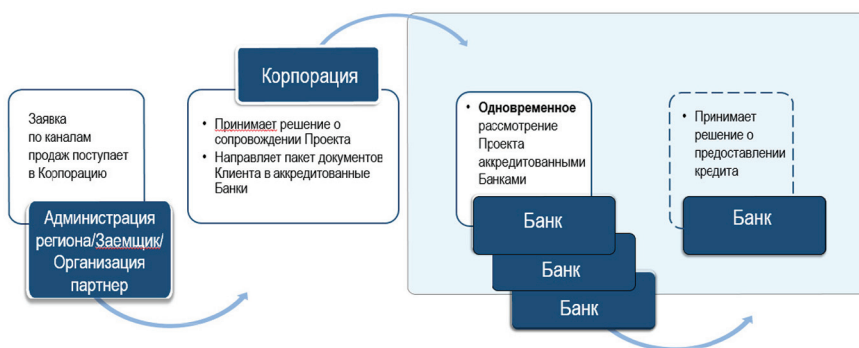 Заявка
по каналам
продаж поступает
в Корпорацию
Администрация
региона/Заемщик/
Организация
партнер
Корпорация
• Принимает решение о
сопровождении Проекта
• Направляет пакет документов
Клиента в аккредитованные
Банки
• Одновременное
рассмотрение
Проекта
аккредитованными
Банками
Банк
Банк
Банк
• Принимает
решение о
предоставлении
кредита
Банк